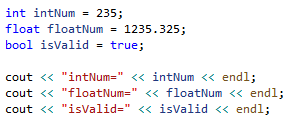 int intNum = 235;
float floatNum = 1235.325;
bool isValid = true;
cout << "intNum=" << intNum << endl;
cout << "floatNum=" << floatNum << endl;
cout << "isValid=" << isValid << endl;